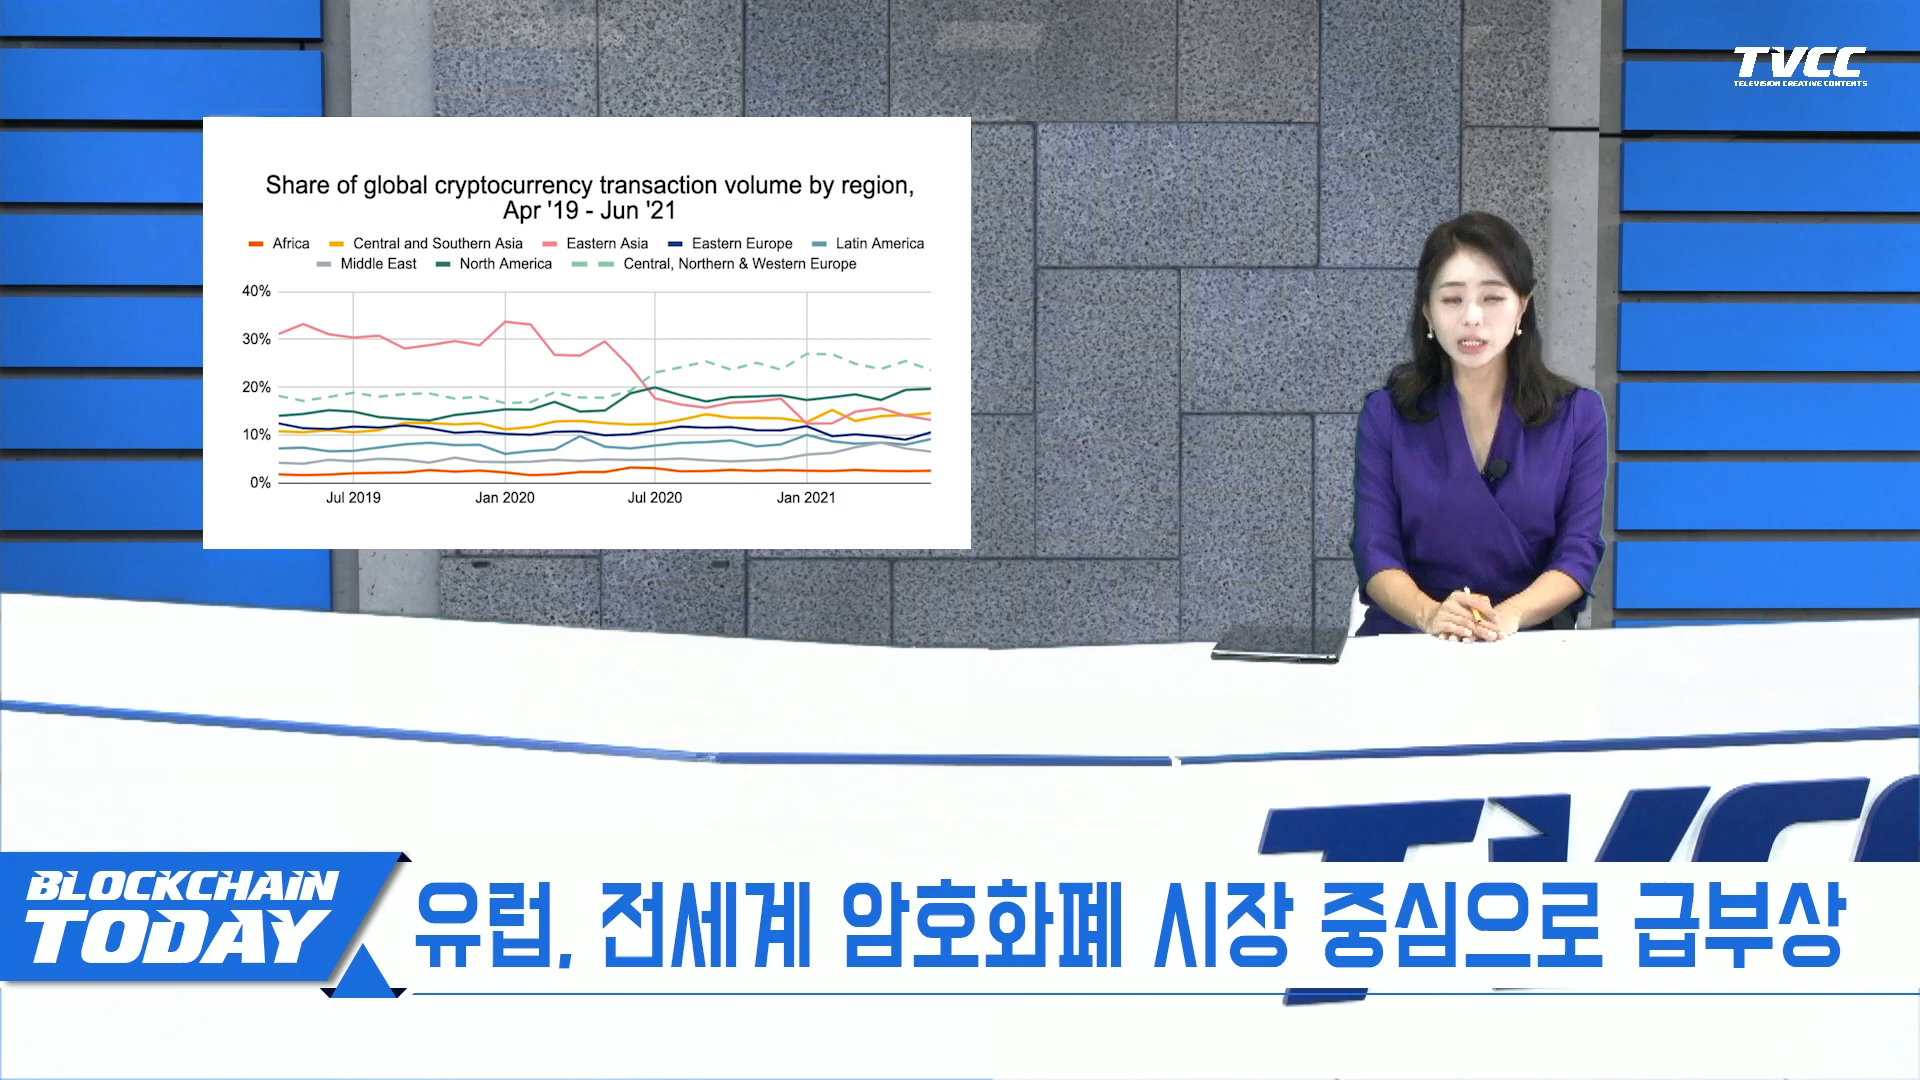 TVCC
TELEVISION CREATIVE CONTENTS
Share of global cryptocurrency transaction volume by region,
Apr '19 - Jun '21
Africa Central and Southern Asia Eastern Asia Eastern Europe Latin America
Middle East North America Central, Northern & Western Europe
40%
30%
20%
10%
0%
Jul 2019 Jan 2020 Jul 2020 Jan 2021
TVCC
BLOCKCHAIN
TODAY
유럽, 전세계 암호화폐 시장 중심으로 급부상